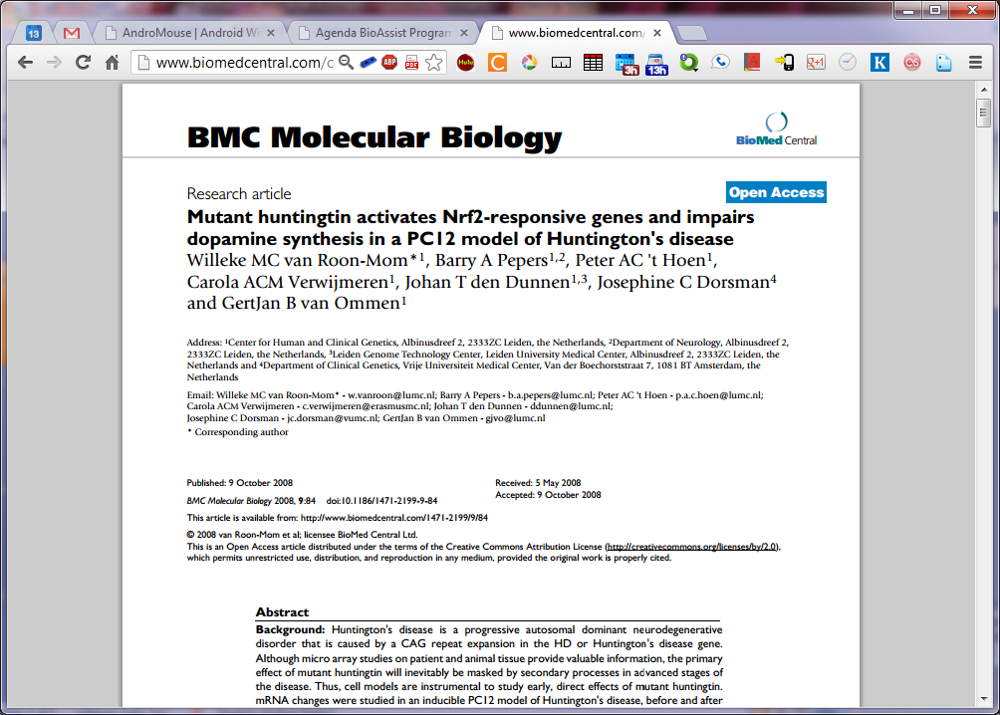 13
AndroMouse | Android Wi
Agenda BioAssist Program
www.biomedcentral.com/
www.biomedcentral.com/c
ABP
PDF
hulu
C
3h
13h
+1
K
BMC Molecular Biology
BioMed Central
Research article
Open Access
Mutant huntingtin activates Nrf2-responsive genes and impairs
dopamine synthesis in a PC12 model of Huntington's disease
Willeke MC van Roon-Mom*1, Barry A Pepers1,2, Peter AC 't Hoen1,
Carola ACM Verwijmeren1, Johan T den Dunnen1,3, Josephine C Dorsman4
and GertJan B van Ommen1
Address: 1Center for Human and Clinical Genetics, Albinusdreef 2, 2333ZC Leiden, the Netherlands, 2Department of Neurology, Albinusdreef 2,
2333ZC Leiden, the Netherlands, 3Leiden Genome Technology Center, Leiden University Medical Center, Albinusdreef 2, 2333ZC Leiden, the
Netherlands and 4Department of Clinical Genetics, Vrije Universiteit Medical Center, Van der Boechorststraat 7, 1081 BT Amsterdam, the
Netherlands
Email: Willeke MC van Roon-Mom* - w.vanroon@lumc.nl; Barry A Pepers - b.a.pepers@lumc.nl; Peter AC 't Hoen - p.a.c.hoen@lumc.nl;
Carola ACM Verwijmeren - c.verwijmeren@erasmusmc.nl; Johan T den Dunnen - ddunnen@lumc.nl;
Josephine C Dorsman - jc.dorsman@vumc.nl; GertJan B van Ommen - gjvo@lumc.nl
* Corresponding author
Published: 9 October 2008
Received: 5 May 2008
Accepted: 9 October 2008
BMC Molecular Biology 2008, 9:84 doi:10.1186/1471-2199-9-84
This article is available from: http://www.biomedcentral.com/1471-2199/9/84
© 2008 van Roon-Mom et al; licensee BioMed Central Ltd.
This is an Open Access article distributed under the terms of the Creative Commons Attribution License (http://creativecommons.org/licenses/by/2.0),
which permits unrestricted use, distribution, and reproduction in any medium, provided the original work is properly cited.
Abstract
Background: Huntington's disease is a progressive autosomal dominant neurodegenerative
disorder that is caused by a CAG repeat expansion in the HD or Huntington's disease gene.
Although micro array studies on patient and animal tissue provide valuable information, the primary
effect of mutant huntingtin will inevitably be masked by secondary processes in advanced stages of
the disease. Thus, cell models are instrumental to study early, direct effects of mutant huntingtin.
mRNA changes were studied in an inducible PC12 model of Huntington's disease, before and after